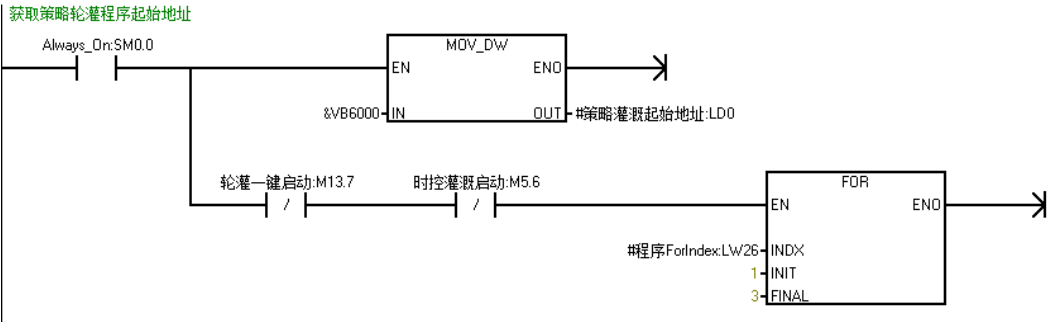 获取策略轮灌程序起始地址
Always_On:SM0.0
MOV_DW
EN ENO
&VB6000 IN OUT #策略灌溉起始地址:LD0
轮灌一键启动:M13.7 时控灌溉启动:M5.6
FOR
EN ENO
#程序ForIndex:LW26 INDX
1 INIT
3 FINAL